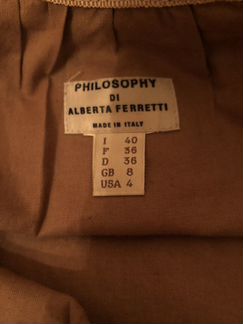 PHILOSOPHY
DI
ALBERTA FERRETTI
MADE IN ITALY
I 40
F 36
D 36
GB 8
USA 4